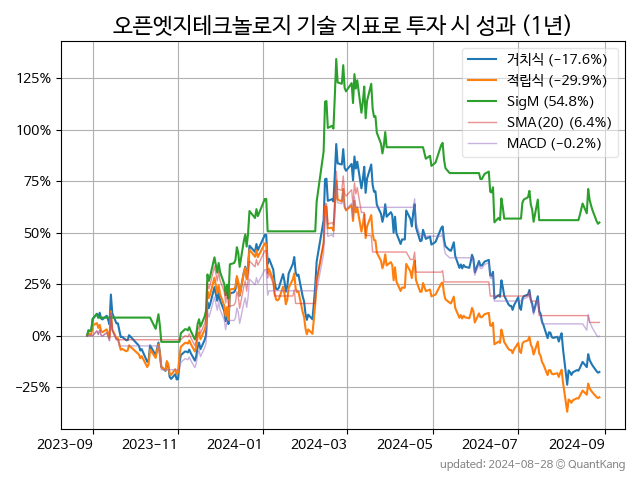 오픈엣지테크놀로지 기술 지표로 투자 시 성과 (1년)
거치식 (−17.6%)
적립식 (−29.9%)
SigM (54.8%)
SMA(20) (6.4%)
MACD (−0.2%)
125%
100%
75%
50%
25%
0%
−25%
2023−09 2023−11 2024−01 2024−03 2024−05 2024−07 2024−09
updated: 2024−08−28 © QuantKang